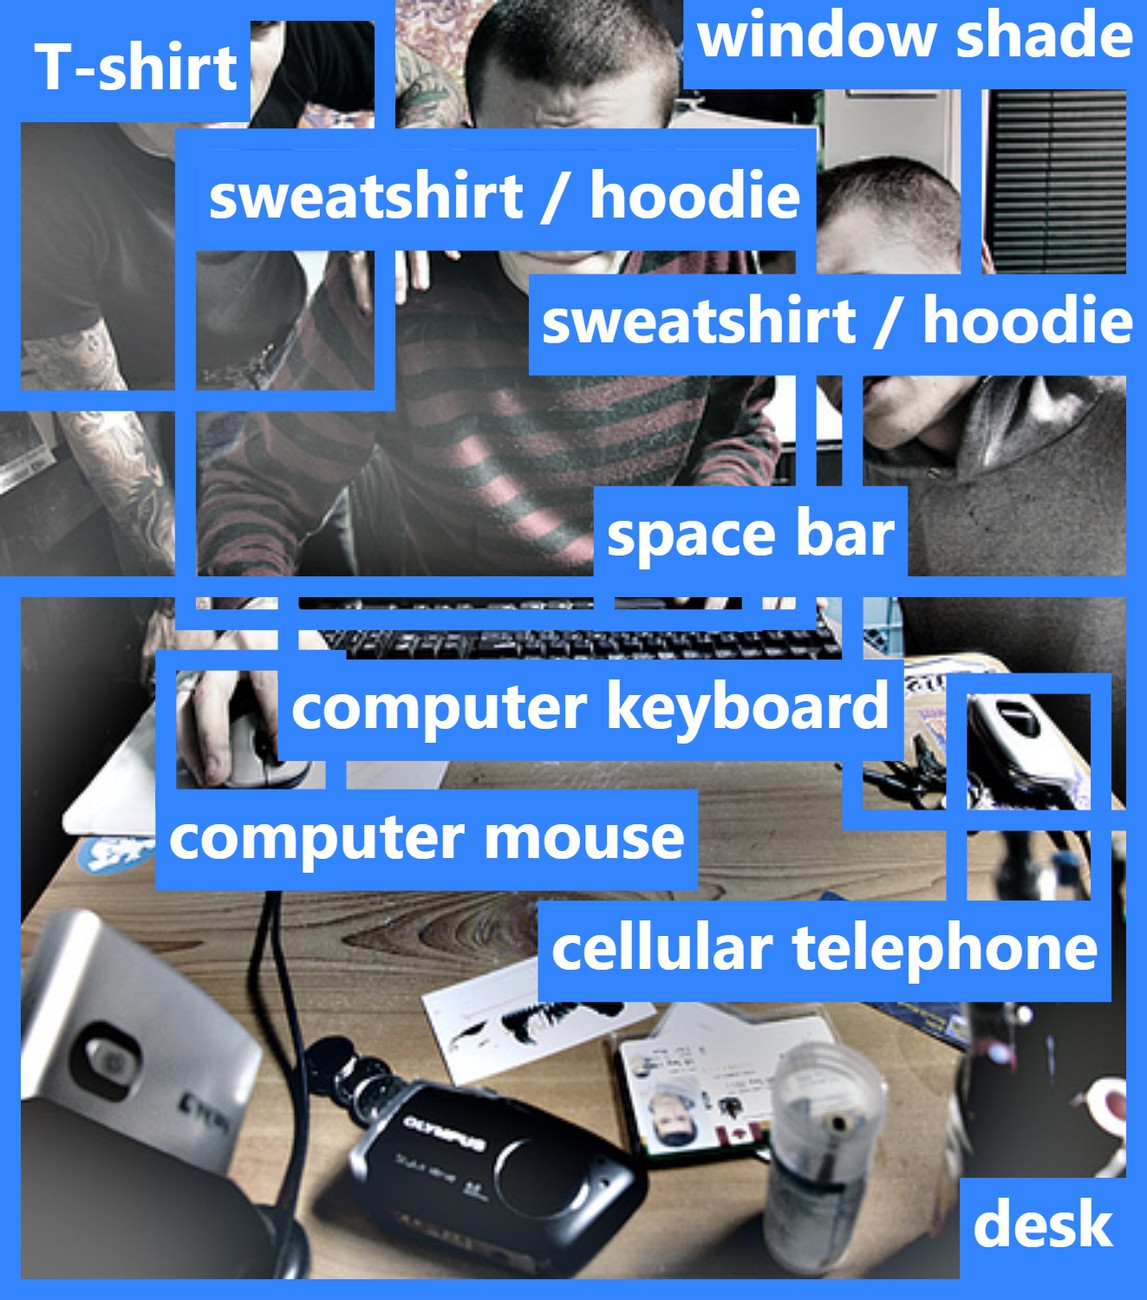 window shade
T-shirt
sweatshirt / hoodie
sweatshirt / hoodie
space bar
computer keyboard
computer mouse
cellular telephone
OLYMPUS
desk